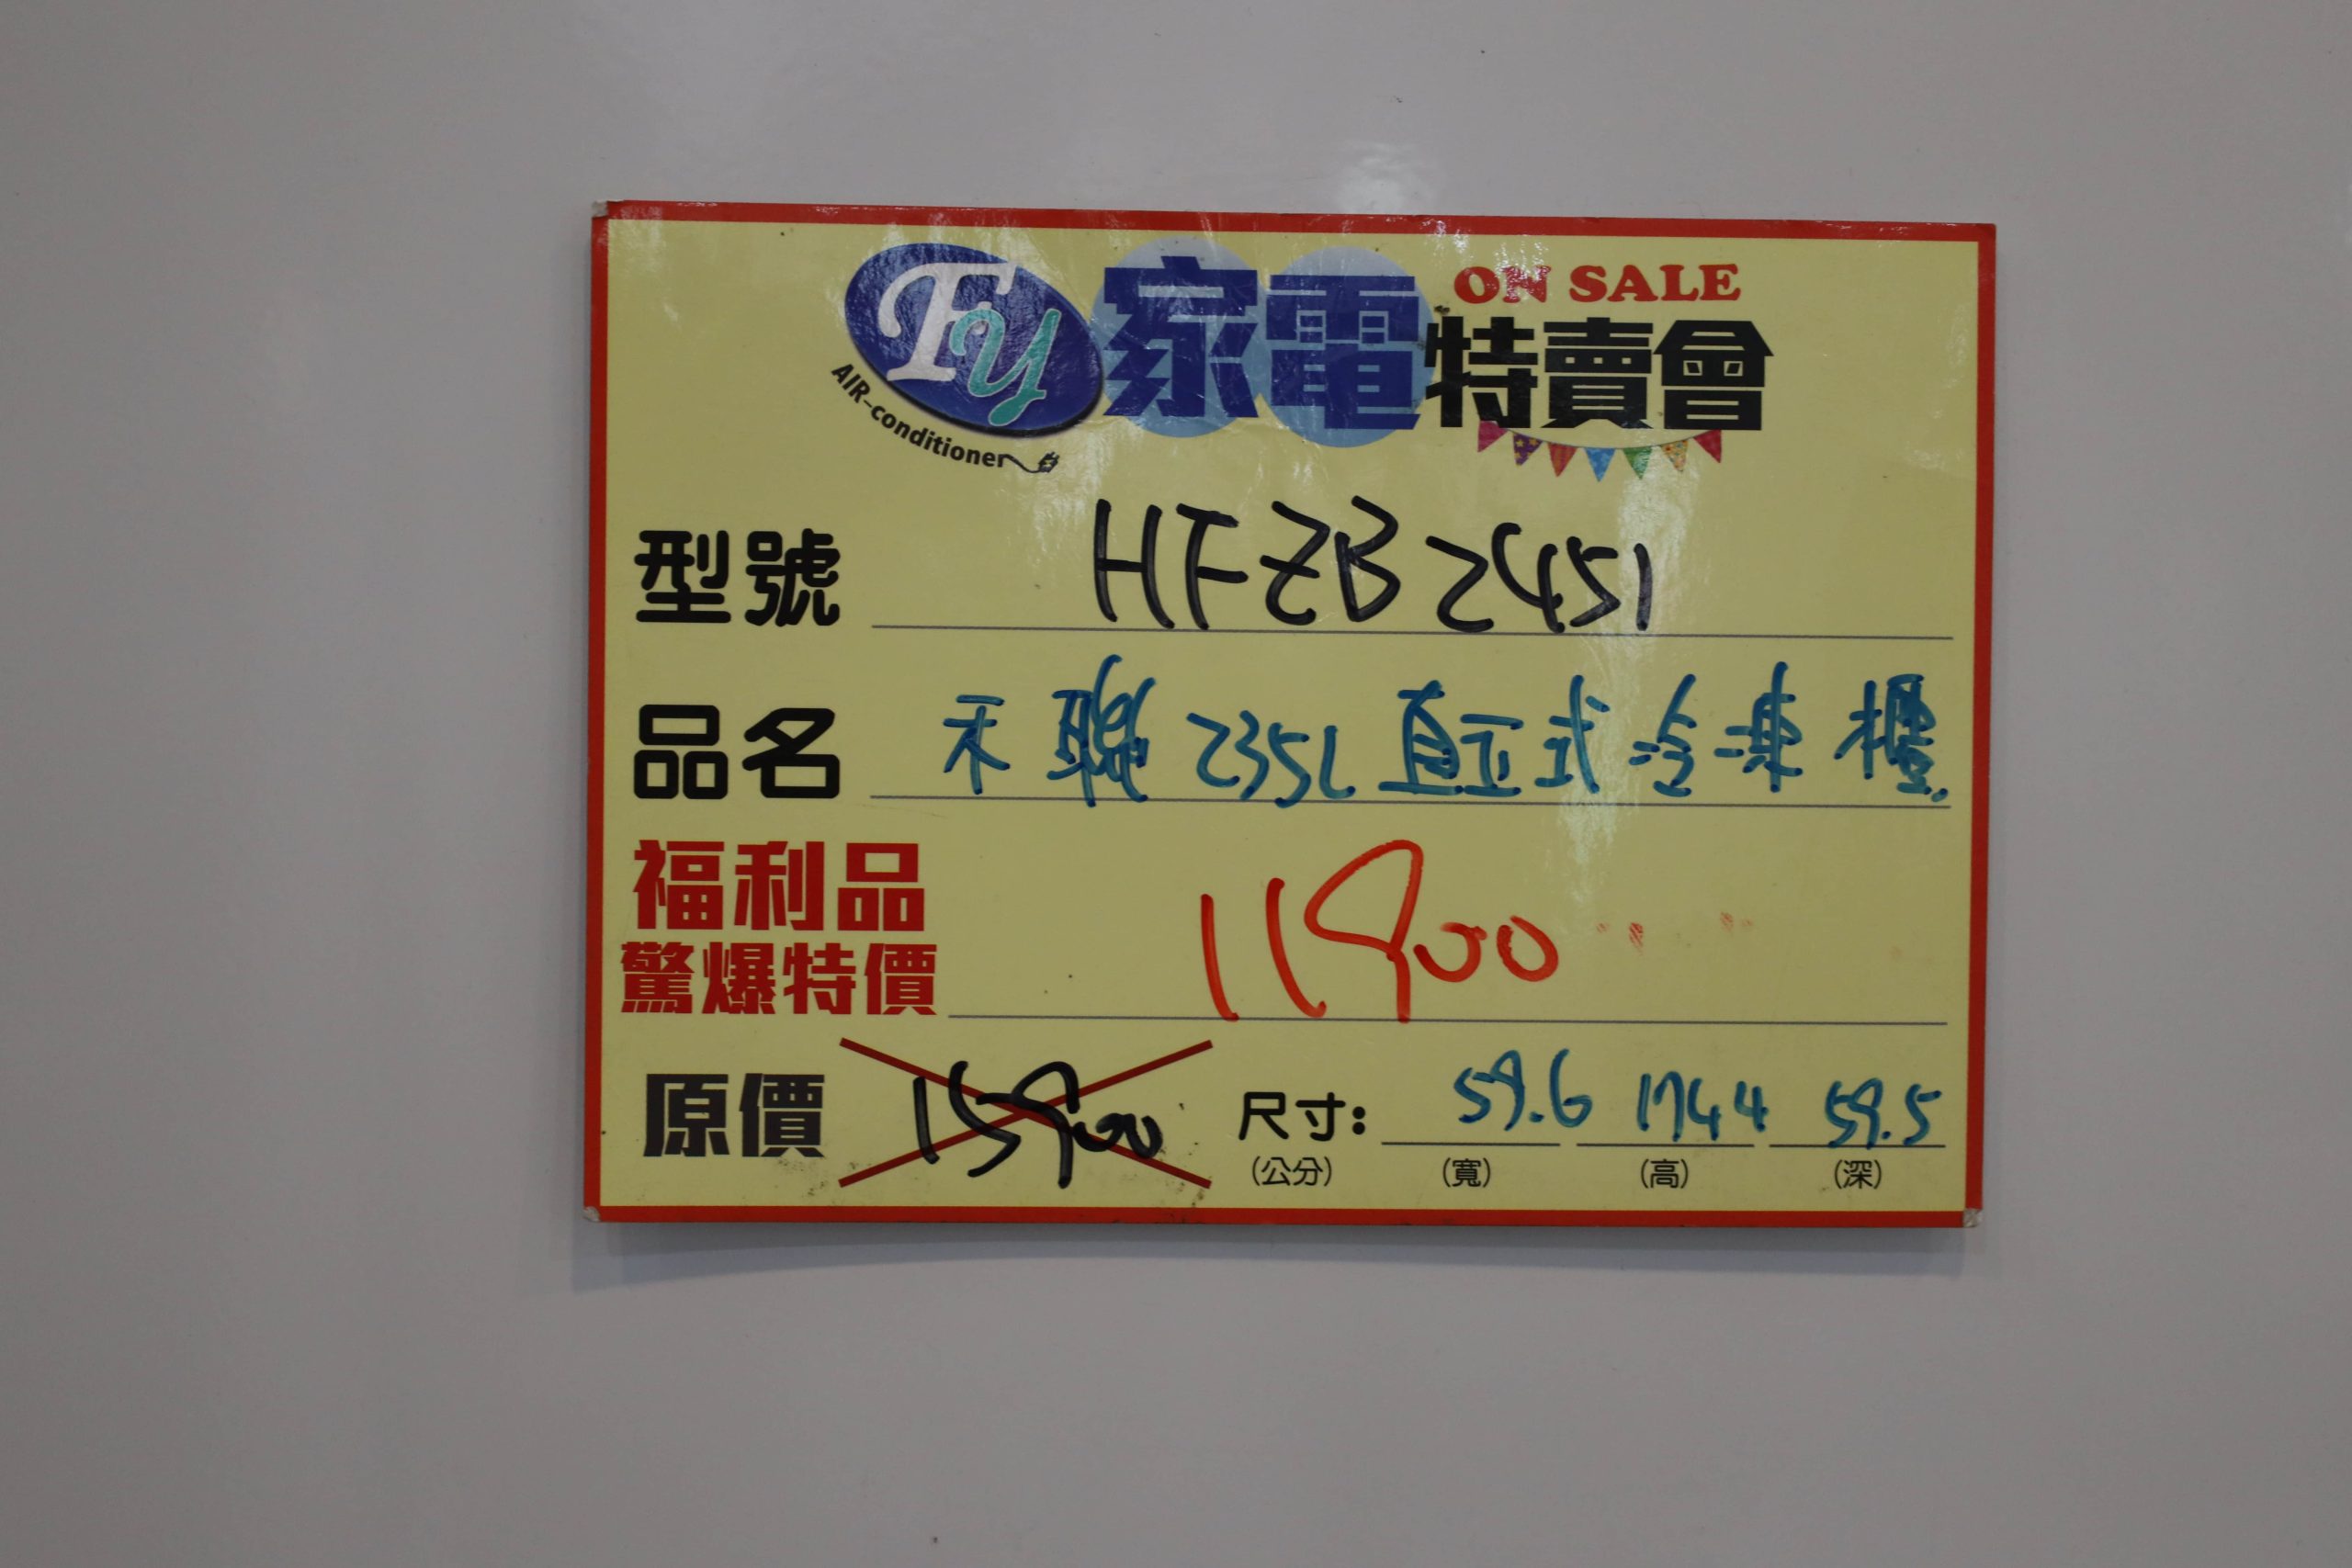 Fy
AIR-conditioner
家電
ON SALE
特賣會
型號 HFZB2451
品名 禾聯 235L 直立式冷凍櫃
福利品
驚爆特價 11900
原價 15900 尺寸: 59.6 174.4 59.5
(公分) (寬) (高) (深)